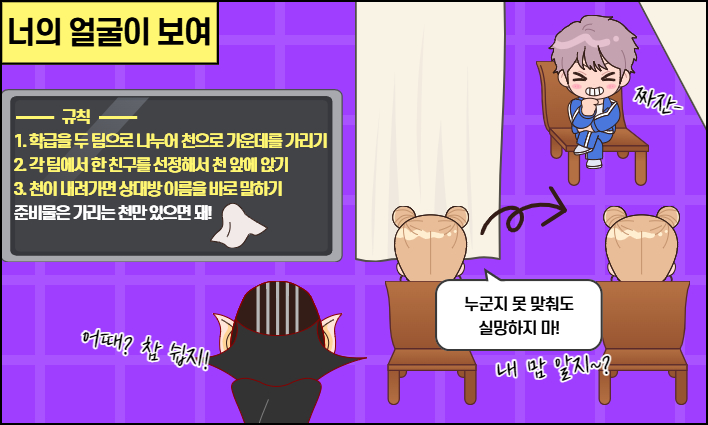 너의 얼굴이 보여
규칙
1. 학급을 두 팀으로 나누어 천으로 가운데를 가리기
2. 각 팀에서 한 친구를 선정해서 천 앞에 앉기
3. 천이 내려가면 상대방 이름을 바로 말하기
준비물은 가리는 천만 있으면 돼!
짜잔~
누군지 못 맞춰도
실망하지 마!
어때? 참 쉽지!
내 맘 알지~?